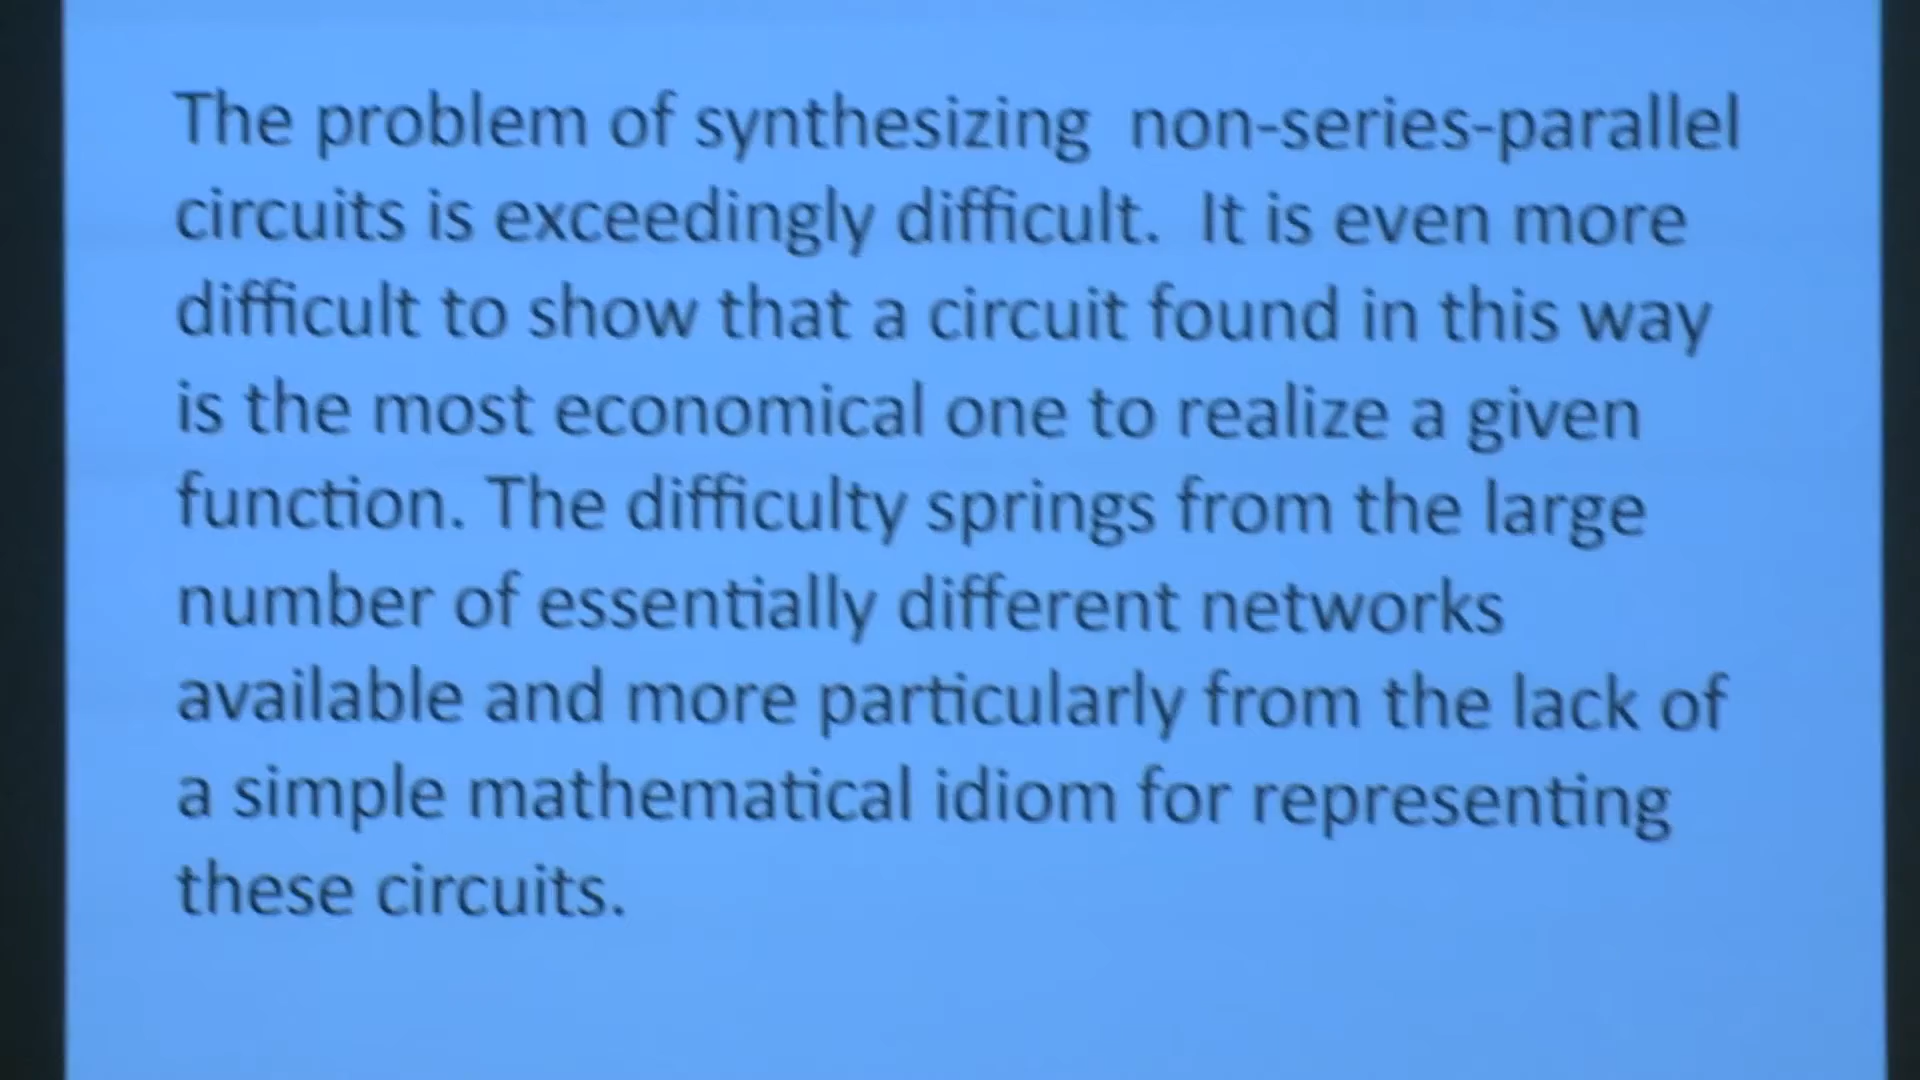 The problem of synthesizing  non-series-parallel
circuits is exceedingly difficult.  It is even more
difficult to show that a circuit found in this way
is the most economical one to realize a given
function. The difficulty springs from the large
number of essentially different networks
available and more particularly from the lack of
a simple mathematical idiom for representing
these circuits.